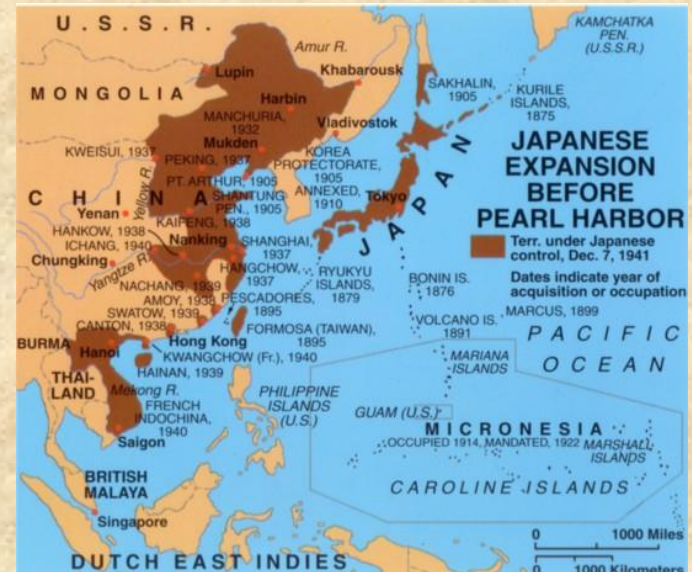 U.S.S.R.
KAMCHATKA
PEN.
(U.S.S.R.)
Amur R.
Lupin
Khabarousk
MONGOLIA
Harbin
MANCHURIA,
1932
SAKHALIN,
1905
KURILE
ISLANDS,
1875
Vladivostok
Mukden
KWEISUI, 1937
PEKING, 1937
KOREA
PROTECTORATE,
1905
ANNEXED,
1910
PT. ARTHUR, 1905
JAPANESE
EXPANSION
BEFORE
PEARL HARBOR
CHINA
Yellow R.
SHANTUNG
PEN., 1905
Tokyo
JAPAN
Yenan
KAIFENG, 1938
HANKOW, 1938
Nanking
ICHANG, 1940
SHANGHAI,
1937
Terr. under Japanese
control, Dec. 7, 1941
Chungking
Yangtze R.
HANGCHOW,
1937
RYUKYU
ISLANDS,
1879
BONIN IS.
1876
Dates indicate year of
acquisition or occupation
NACHANG, 1939
AMOY, 1938
PESCADORES,
1895
SWATOW, 1939
CANTON, 1938
VOLCANO IS.
1891
MARCUS, 1899
FORMOSA (TAIWAN),
1895
PACIFIC
OCEAN
BURMA
Hanoi
Hong Kong
KWANGCHOW (Fr.), 1940
HAINAN, 1939
MARIANA
ISLANDS
THAI-
LAND
Mekong R.
FRENCH
INDOCHINA,
1940
PHILIPPINE
ISLANDS
(U.S.)
GUAM (U.S.)
MICRONESIA
OCCUPIED 1914, MANDATED, 1922
MARSHALL
ISLANDS
Saigon
CAROLINE ISLANDS
BRITISH
MALAYA
Singapore
0 1000 Miles
0 1000 Kilometers
DUTCH EAST INDIES